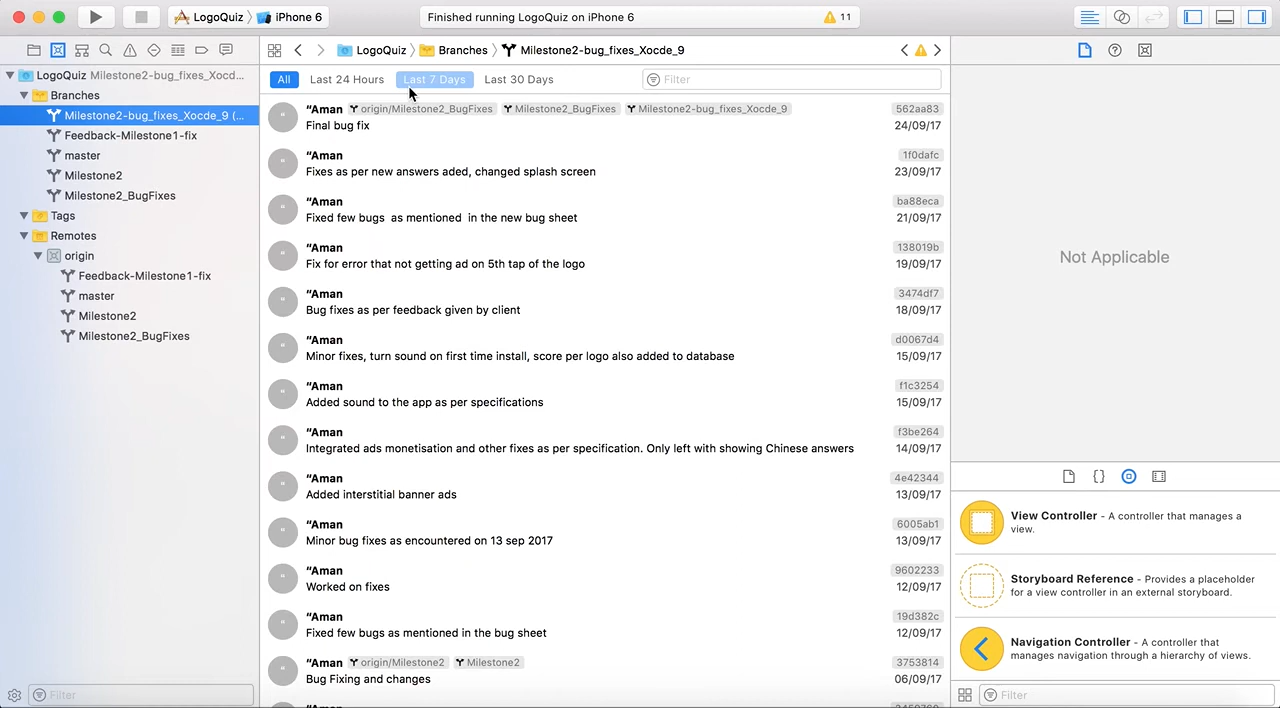 LogoQuiz 〉 iPhone 6
Finished running LogoQuiz on iPhone 6
11
LogoQuiz 〉 Branches 〉 Milestone2-bug_fixes_Xocde_9
LogoQuiz Milestone2-bug_fixes_Xocd...
Branches
Milestone2-bug_fixes_Xocde_9 (...
Feedback-Milestone1-fix
master
Milestone2
Milestone2_BugFixes
Tags
Remotes
origin
Feedback-Milestone1-fix
master
Milestone2
Milestone2_BugFixes
Filter
All Last 24 Hours Last 7 Days Last 30 Days Filter
“Aman origin/Milestone2_BugFixes Milestone2_BugFixes Milestone2-bug_fixes_Xocde_9 562aa83
Final bug fix 24/09/17
“Aman 1f0dafc
Fixes as per new answers aded, changed splash screen 23/09/17
“Aman ba88eca
Fixed few bugs as mentioned in the new bug sheet 21/09/17
“Aman 138019b
Fix for error that not getting ad on 5th tap of the logo 19/09/17
“Aman 3474df7
Bug fixes as per feedback given by client 18/09/17
“Aman d0067d4
Minor fixes, turn sound on first time install, score per logo also added to database 15/09/17
“Aman f1c3254
Added sound to the app as per specifications 15/09/17
“Aman f3be264
Integrated ads monetisation and other fixes as per specification. Only left with showing Chinese answers 14/09/17
“Aman 4e42344
Added interstitial banner ads 13/09/17
“Aman 6005ab1
Minor bug fixes as encountered on 13 sep 2017 13/09/17
“Aman 9602233
Worked on fixes 12/09/17
“Aman 19d382c
Fixed few bugs as mentioned in the bug sheet 12/09/17
“Aman origin/Milestone2 Milestone2 3753814
Bug Fixing and changes 06/09/17
Not Applicable
View Controller - A controller that manages a
view.
Storyboard Reference - Provides a placeholder
for a view controller in an external storyboard.
Navigation Controller - A controller that
manages navigation through a hierarchy of views.
Filter